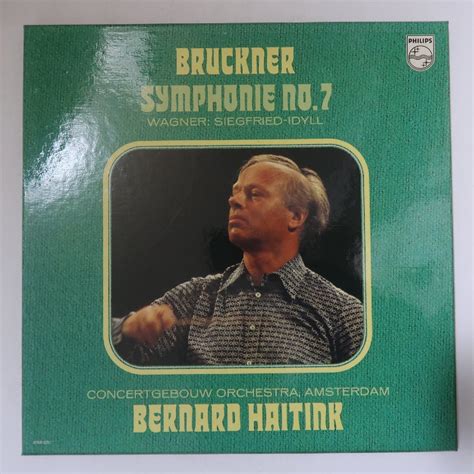 BRUCKNER
PHILIPS
SYMPHONIE NO.7
WAGNER: SIEGFRIED-IDYLL
CONCERTGEBOUW ORCHESTRA, AMSTERDAM
BERNARD HAITINK